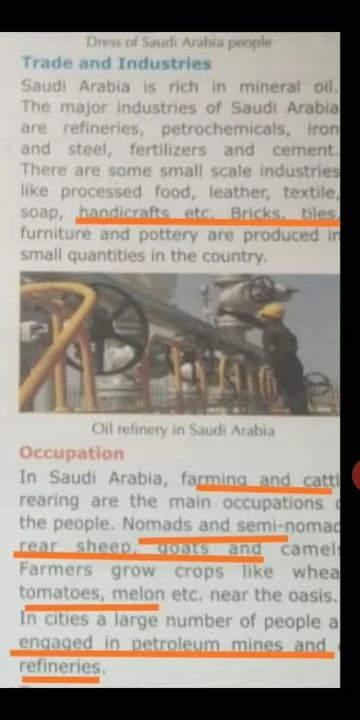 Dress of Saudi Arabia people
Trade and Industries
Saudi Arabia is rich in mineral oil.
The major industries of Saudi Arabia
are refineries, petrochemicals, iron
and steel, fertilizers and cement.
There are some small scale industries
like processed food, leather, textile,
soap, handicrafts etc. Bricks, tiles,
furniture and pottery are produced in
small quantities in the country.
Oil refinery in Saudi Arabia
Occupation
In Saudi Arabia, farming and cattl
rearing are the main occupations
the people. Nomads and semi-nomad
rear sheep, goats and camels
Farmers grow crops like whea
tomatoes, melon etc. near the oasis.
In cities a large number of people a
engaged in petroleum mines and
refineries.